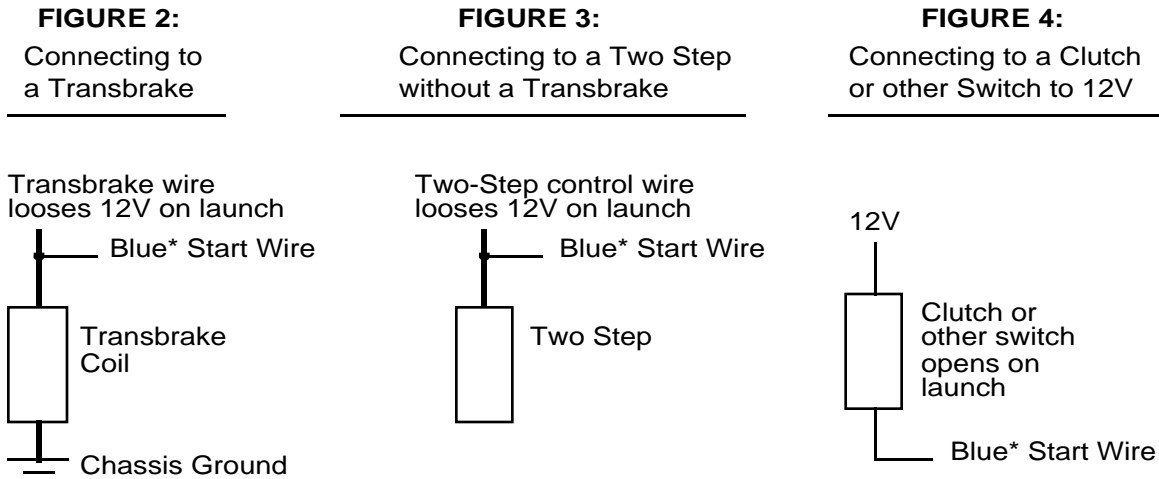 FIGURE 2:
Connecting to
a Transbrake
Transbrake wire
looses 12V on launch
Blue* Start Wire
Transbrake
Coil
Chassis Ground
FIGURE 3:
Connecting to a Two Step
without a Transbrake
Two-Step control wire
looses 12V on launch
Blue* Start Wire
Two Step
FIGURE 4:
Connecting to a Clutch
or other Switch to 12V
12V
Clutch or
other switch
opens on
launch
Blue* Start Wire